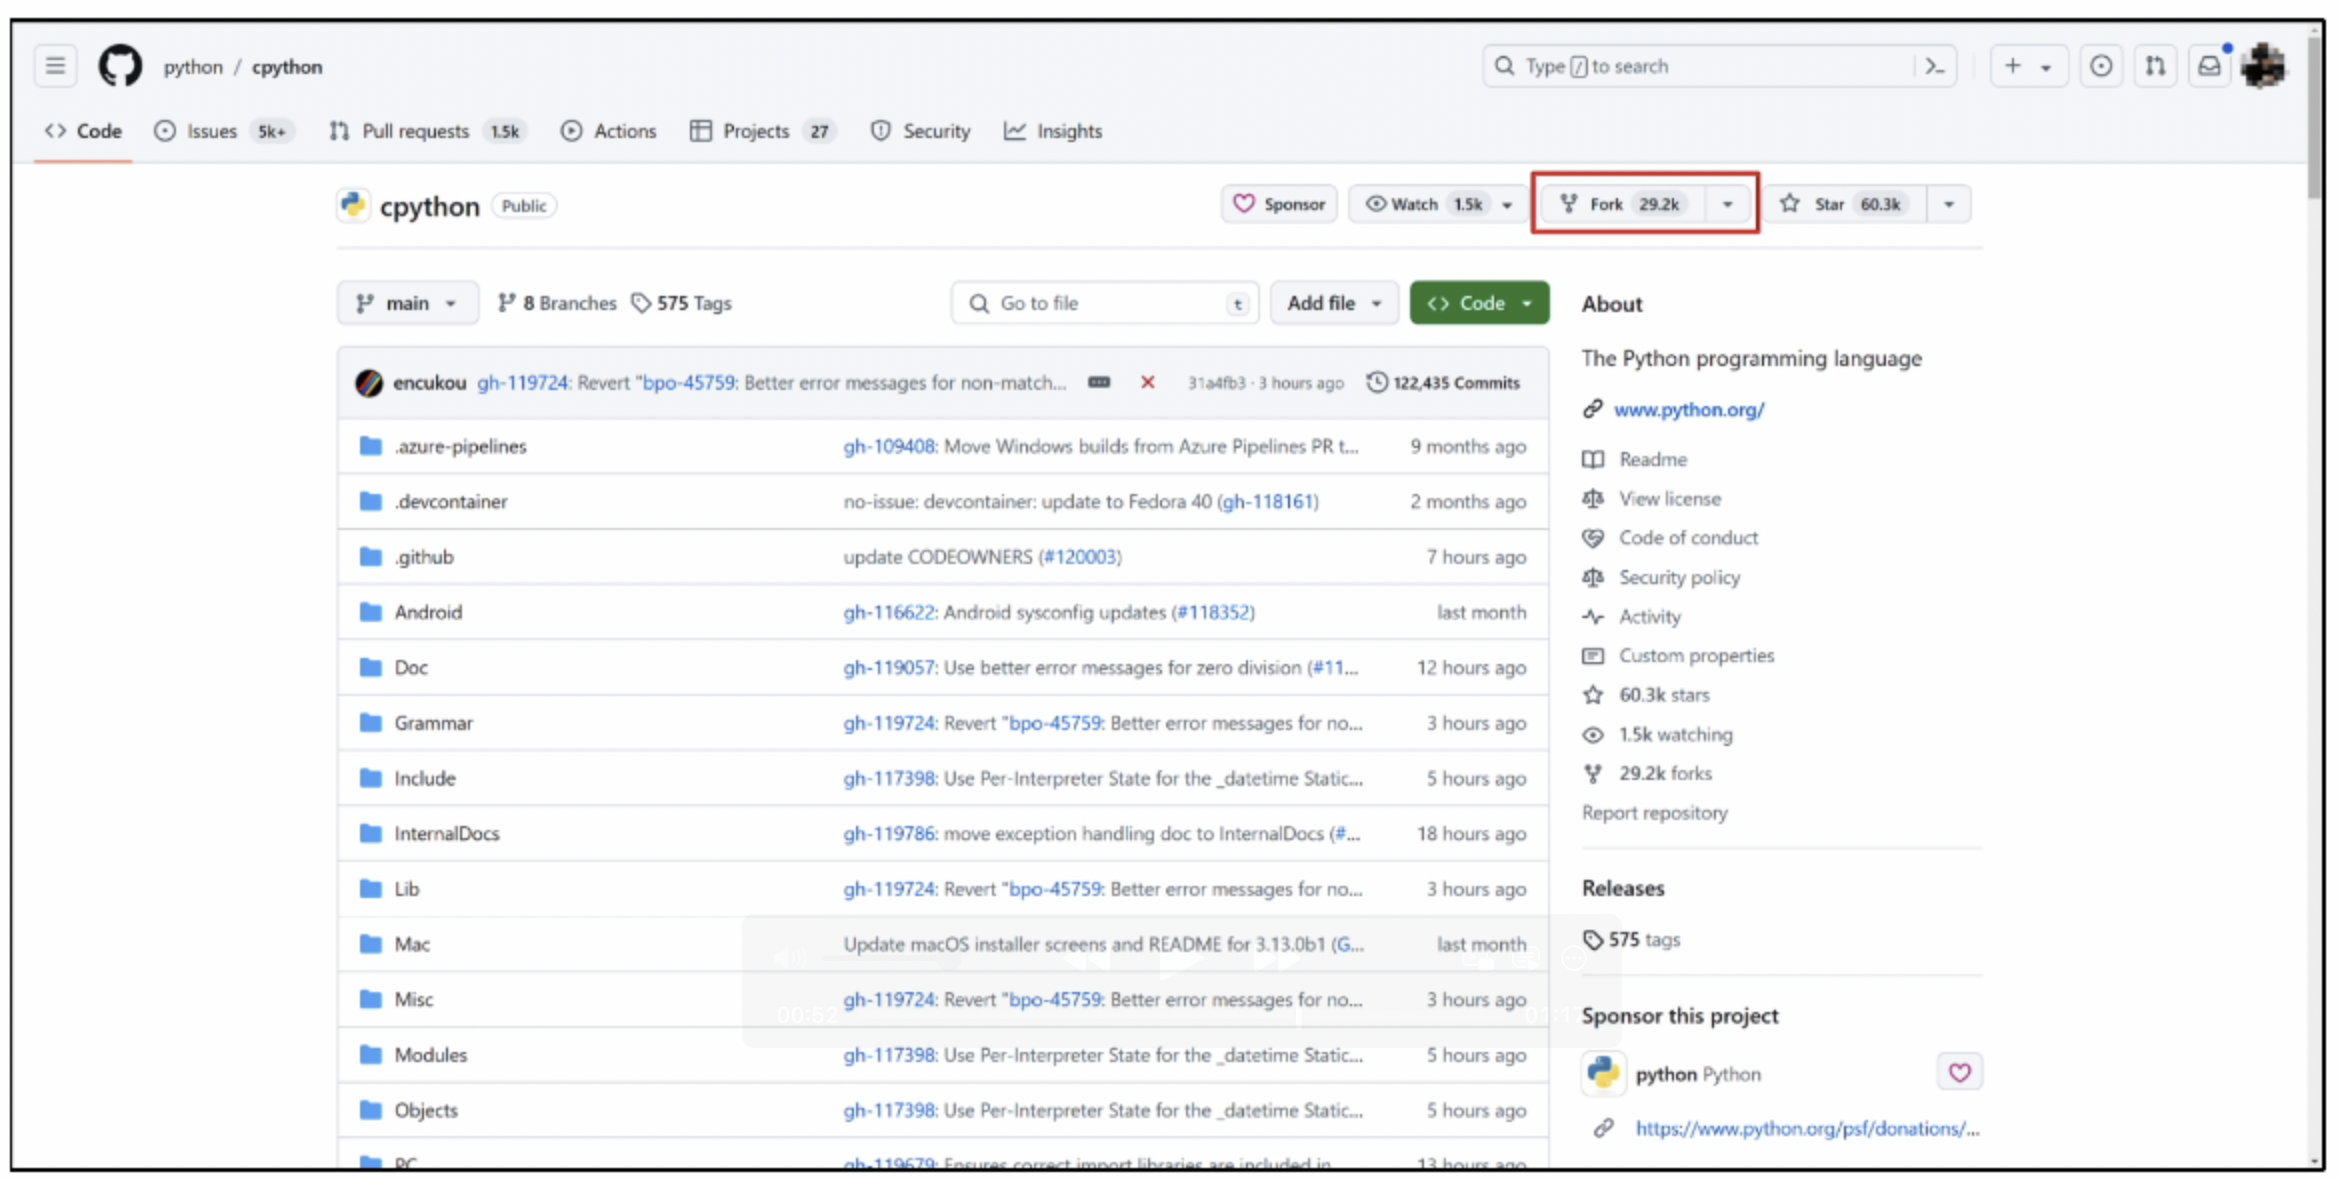 python / cpython
Type / to search
Code
Issues 5k+
Pull requests 1.5k
Actions
Projects 27
Security
Insights
cpython Public
Sponsor
Watch 1.5k
Fork 29.2k
Star 60.3k
main
8 Branches
575 Tags
Go to file t
Add file
Code
encukou gh-119724: Revert "bpo-45759: Better error messages for non-match... 31a4fb3 · 3 hours ago 122,435 Commits
.azure-pipelines gh-109408: Move Windows builds from Azure Pipelines PR t... 9 months ago
.devcontainer no-issue: devcontainer: update to Fedora 40 (gh-118161) 2 months ago
.github update CODEOWNERS (#120003) 7 hours ago
Android gh-116622: Android sysconfig updates (#118352) last month
Doc gh-119057: Use better error messages for zero division (#11... 12 hours ago
Grammar gh-119724: Revert "bpo-45759: Better error messages for no... 3 hours ago
Include gh-117398: Use Per-Interpreter State for the _datetime Static... 5 hours ago
InternalDocs gh-119786: move exception handling doc to InternalDocs (#... 18 hours ago
Lib gh-119724: Revert "bpo-45759: Better error messages for no... 3 hours ago
Mac Update macOS installer screens and README for 3.13.0b1 (G... last month
Misc gh-119724: Revert "bpo-45759: Better error messages for no... 3 hours ago
00:52
Modules gh-117398: Use Per-Interpreter State for the _datetime Static... 5 hours ago
Objects gh-117398: Use Per-Interpreter State for the _datetime Static... 5 hours ago
PC gh-119679: Ensures correct import libraries are included in 13 hours ago
About
The Python programming language
www.python.org/
Readme
View license
Code of conduct
Security policy
Activity
Custom properties
60.3k stars
1.5k watching
29.2k forks
Report repository
Releases
575 tags
Sponsor this project
python Python
https://www.python.org/psf/donations/...